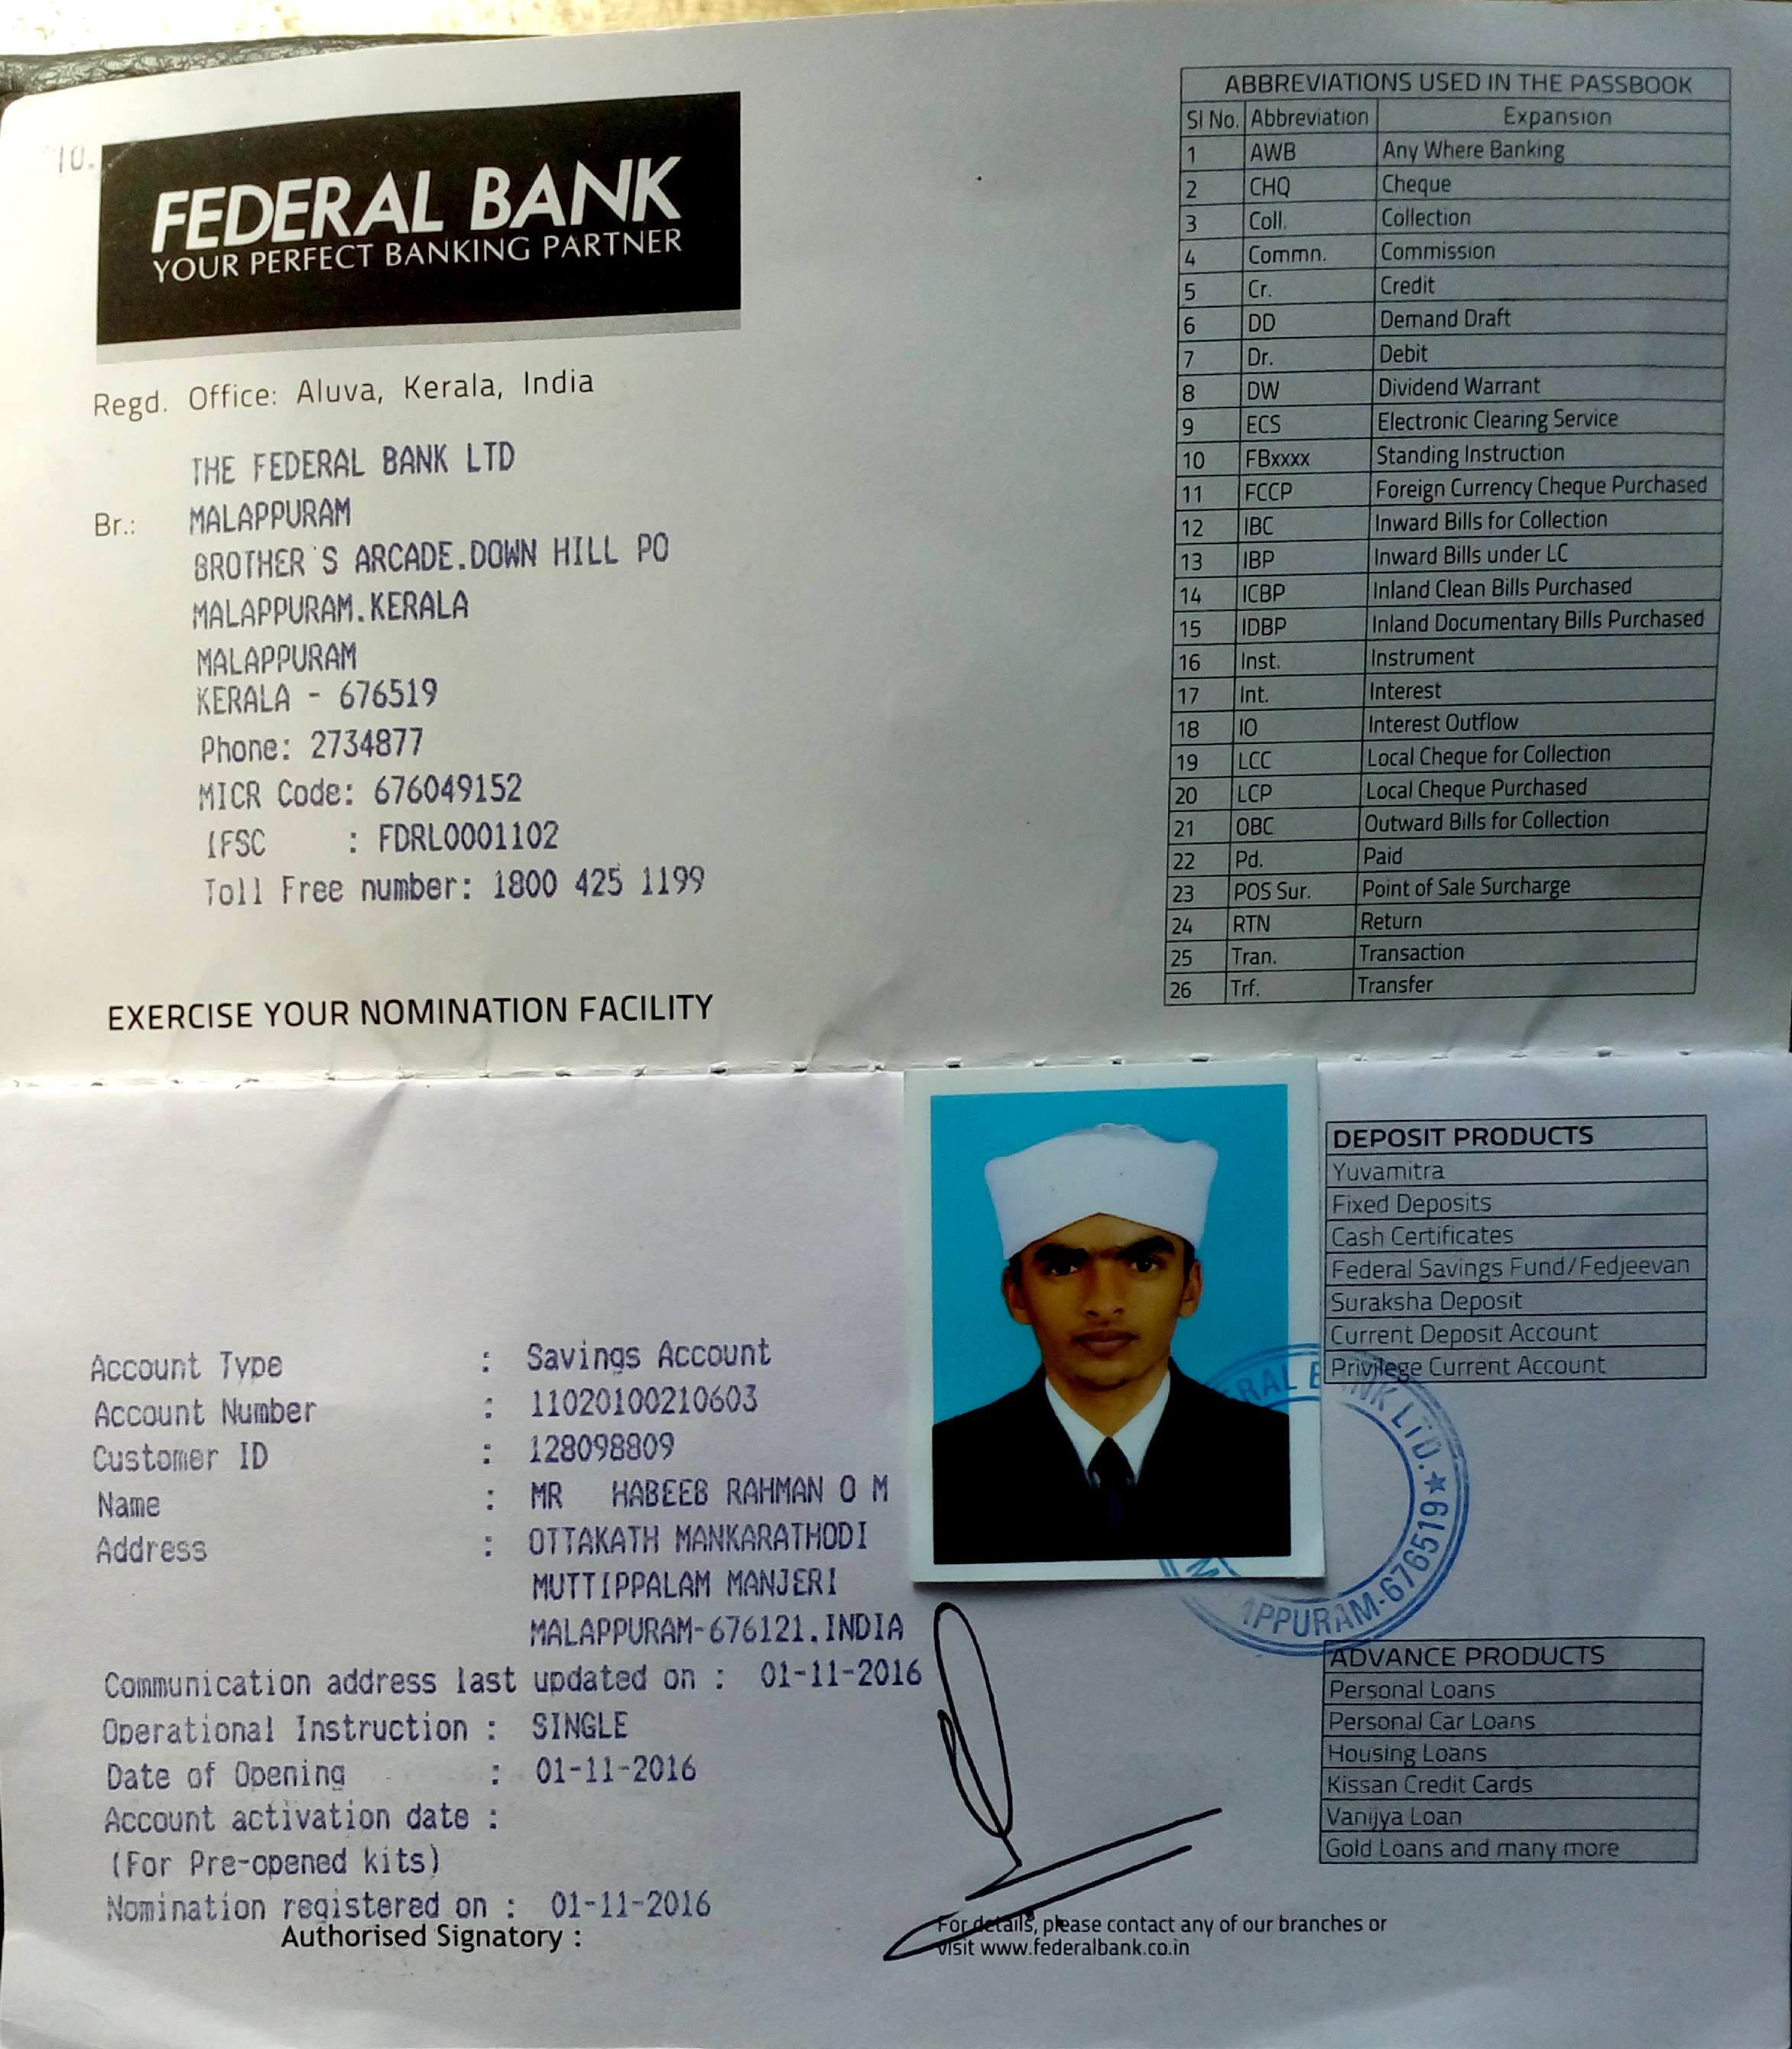 10.
FEDERAL BANK
YOUR PERFECT BANKING PARTNER
Regd. Office: Aluva, Kerala, India
THE FEDERAL BANK LTD
Br.: MALAPPURAM
BROTHER'S ARCADE.DOWN HILL PO
MALAPPURAM.KERALA
MALAPPURAM
KERALA - 676519
Phone: 2734877
MICR Code: 676049152
IFSC : FDRL0001102
Toll Free number: 1800 425 1199
EXERCISE YOUR NOMINATION FACILITY
ABBREVIATIONS USED IN THE PASSBOOK
Sl No. Abbreviation Expansion
1 AWB Any Where Banking
2 CHQ Cheque
3 Coll. Collection
4 Commn. Commission
5 Cr. Credit
6 DD Demand Draft
7 Dr. Debit
8 DW Dividend Warrant
9 ECS Electronic Clearing Service
10 FBxxxx Standing Instruction
11 FCCP Foreign Currency Cheque Purchased
12 IBC Inward Bills for Collection
13 IBP Inward Bills under LC
14 ICBP Inland Clean Bills Purchased
15 IDBP Inland Documentary Bills Purchased
16 Inst. Instrument
17 Int. Interest
18 IO Interest Outflow
19 LCC Local Cheque for Collection
20 LCP Local Cheque Purchased
21 OBC Outward Bills for Collection
22 Pd. Paid
23 POS Sur. Point of Sale Surcharge
24 RTN Return
25 Tran. Transaction
26 Trf. Transfer
Account Type : Savings Account
Account Number : 11020100210603
Customer ID : 128098809
Name : MR HABEEB RAHMAN O M
Address : OTTAKATH MANKARATHODI
MUTTIPPALAM MANJERI
MALAPPURAM-676121.INDIA
Communication address last updated on : 01-11-2016
Operational Instruction : SINGLE
Date of Opening : 01-11-2016
Account activation date :
(For Pre-opened kits)
Nomination registered on : 01-11-2016
Authorised Signatory :
DEPOSIT PRODUCTS
Yuvamitra
Fixed Deposits
Cash Certificates
Federal Savings Fund/Fedjeevan
Suraksha Deposit
Current Deposit Account
Privilege Current Account
ERAL B NK LTD. ★
APPURAM-676519
ADVANCE PRODUCTS
Personal Loans
Personal Car Loans
Housing Loans
Kissan Credit Cards
Vanijya Loan
Gold Loans and many more
For details, please contact any of our branches or
visit www.federalbank.co.in